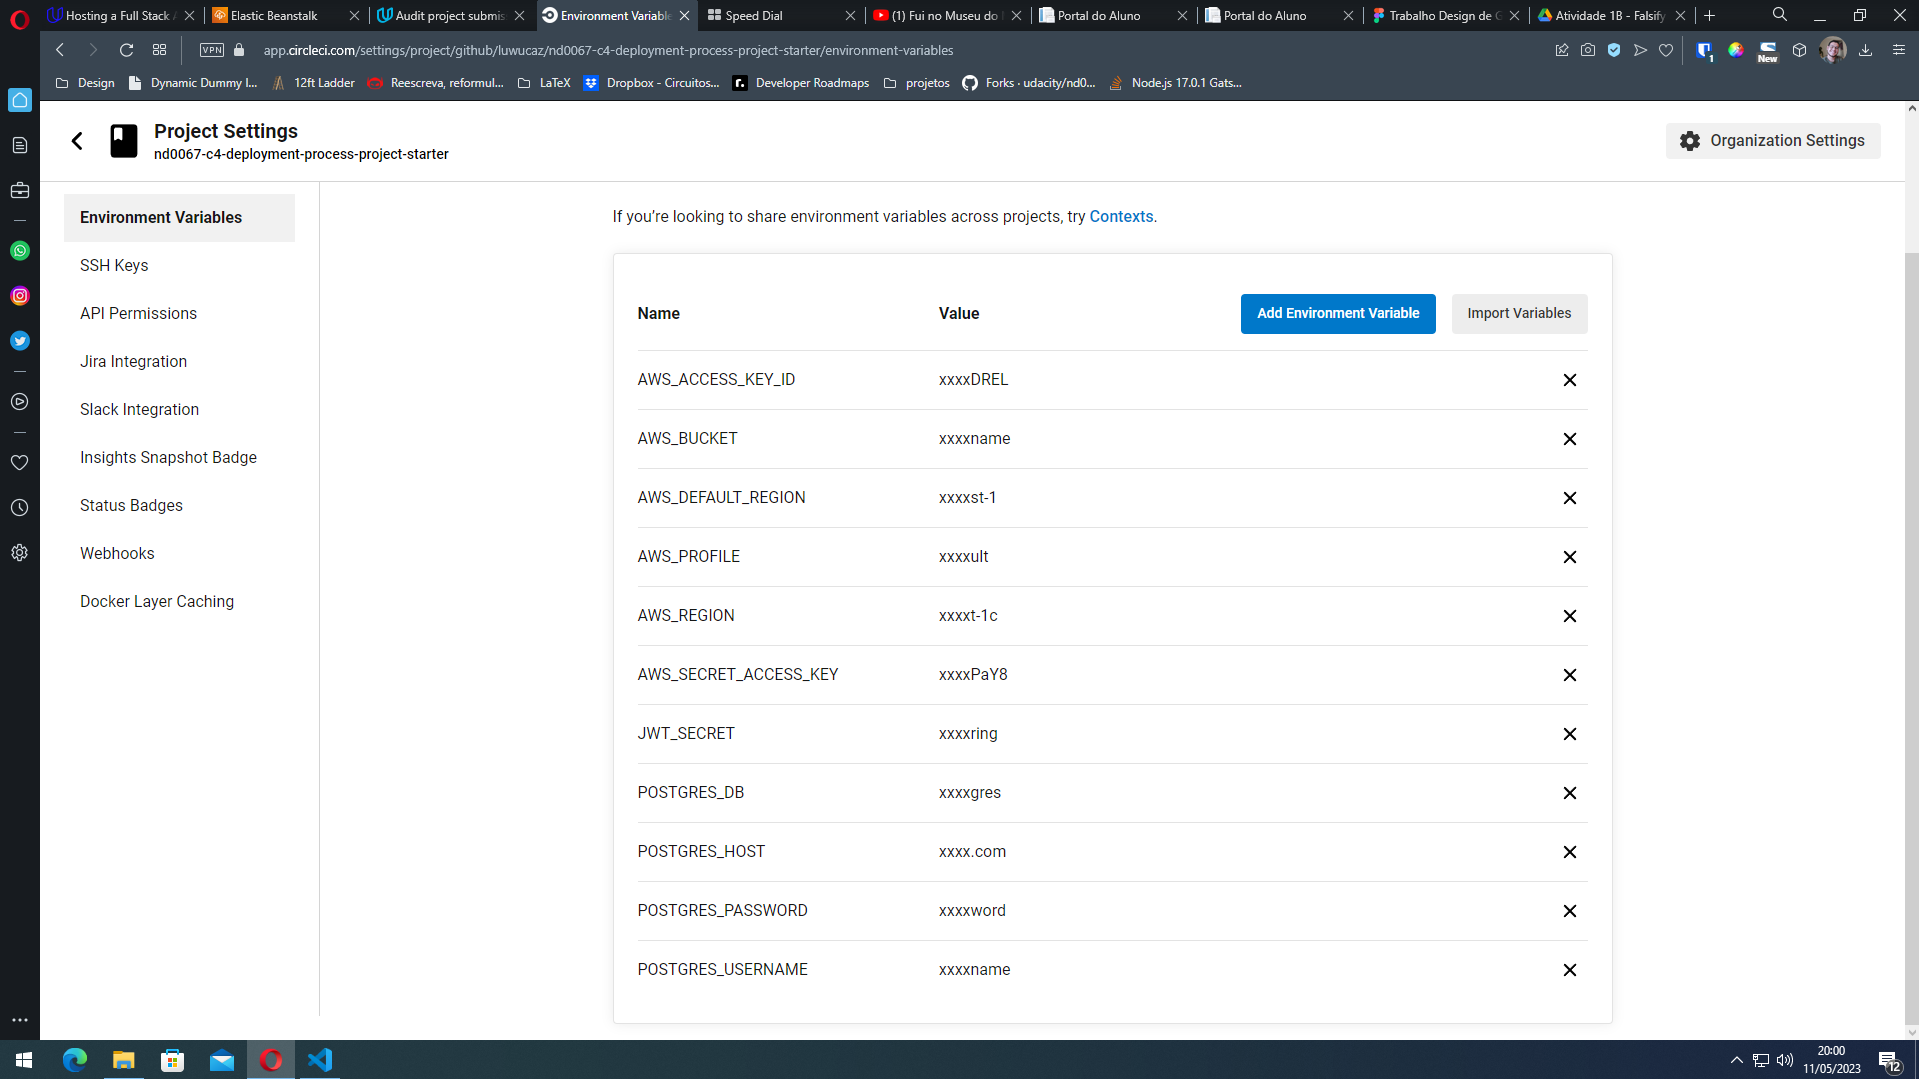 Hosting a Full Stack A
Elastic Beanstalk
Audit project submiss
Environment Variable
Speed Dial
(1) Fui no Museu do
Portal do Aluno
Portal do Aluno
Trabalho Design de G
Atividade 1B - Falsify
VPN
app.circleci.com/settings/project/github/luwucaz/nd0067-c4-deployment-process-project-starter/environment-variables
1
New
Design
Dynamic Dummy I...
12ft Ladder
Reescreva, reformul...
LaTeX
Dropbox - Circuitos...
Developer Roadmaps
projetos
Forks · udacity/nd0...
Node.js 17.0.1 Gats...
Project Settings
nd0067-c4-deployment-process-project-starter
Organization Settings
Environment Variables
SSH Keys
API Permissions
Jira Integration
Slack Integration
Insights Snapshot Badge
Status Badges
Webhooks
Docker Layer Caching
If you’re looking to share environment variables across projects, try Contexts.
Name Value
Add Environment Variable
Import Variables
AWS_ACCESS_KEY_ID xxxxDREL
AWS_BUCKET xxxxname
AWS_DEFAULT_REGION xxxxst-1
AWS_PROFILE xxxxult
AWS_REGION xxxxt-1c
AWS_SECRET_ACCESS_KEY xxxxPaY8
JWT_SECRET xxxxring
POSTGRES_DB xxxxgres
POSTGRES_HOST xxxx.com
POSTGRES_PASSWORD xxxxword
POSTGRES_USERNAME xxxxname
20:00
11/05/2023
12